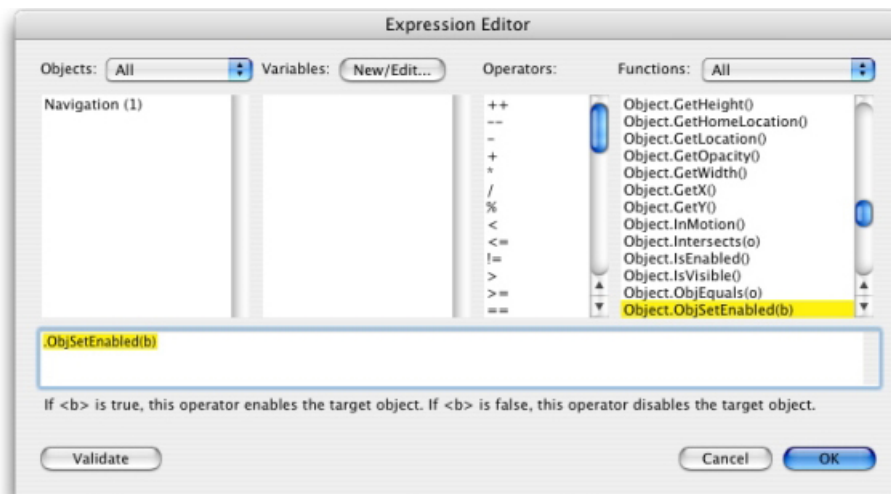 Expression Editor
Objects: All Variables: New/Edit... Operators: Functions: All
Navigation (1)
++
--
-
+
*
/
%
<
<=
!=
>
>=
==
Object.GetHeight()
Object.GetHomeLocation()
Object.GetLocation()
Object.GetOpacity()
Object.GetWidth()
Object.GetX()
Object.GetY()
Object.InMotion()
Object.Intersects(o)
Object.IsEnabled()
Object.IsVisible()
Object.ObjEquals(o)
Object.ObjSetEnabled(b)
.ObjSetEnabled(b)
If <b> is true, this operator enables the target object. If <b> is false, this operator disables the target object.
Validate Cancel OK